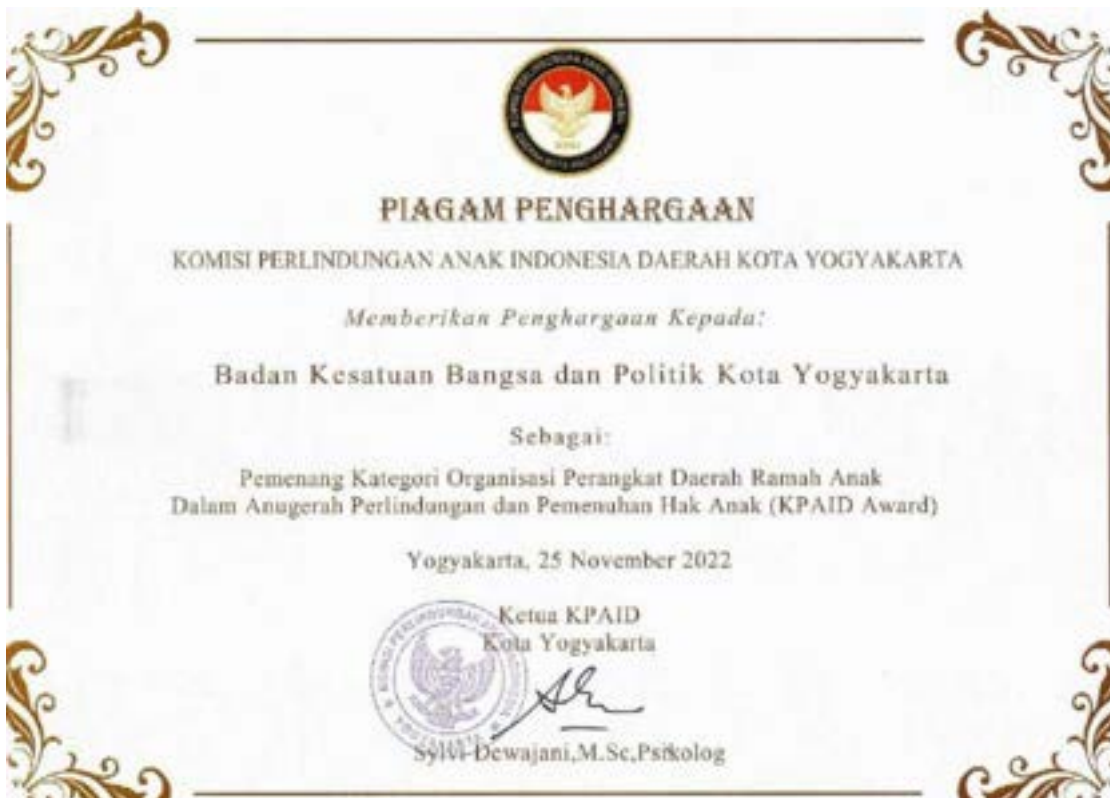 PIAGAM PENGHARGAAN
KOMISI PERLINDUNGAN ANAK INDONESIA DAERAH KOTA YOGYAKARTA
Memberikan Penghargaan Kepada:
Badan Kesatuan Bangsa dan Politik Kota Yogyakarta
Sebagai:
Pemenang Kategori Organisasi Perangkat Daerah Ramah Anak
Dalam Anugerah Perlindungan dan Pemenuhan Hak Anak (KPAID Award)
Yogyakarta, 25 November 2022
Ketua KPAID
Kota Yogyakarta
Sylvi Dewajani,M.Sc,Psikolog